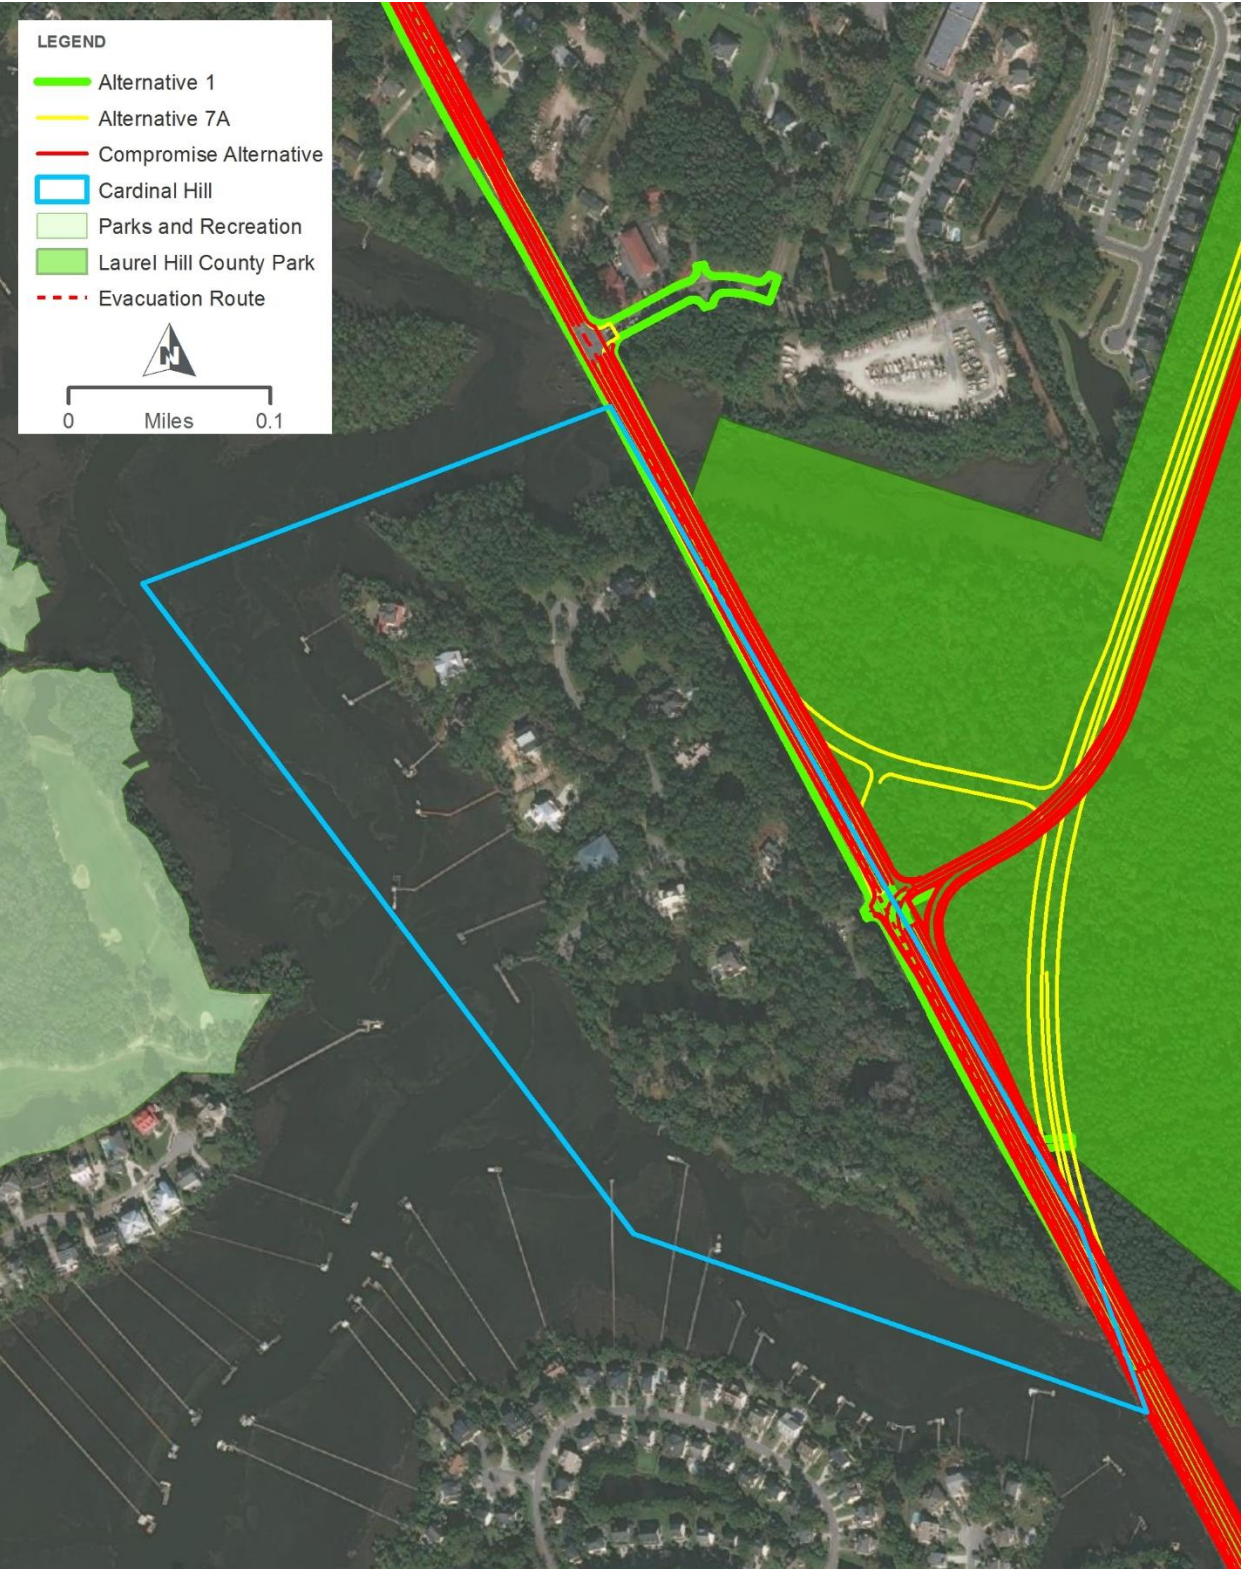 LEGEND
Alternative 1
Alternative 7A
Compromise Alternative
Cardinal Hill
Parks and Recreation
Laurel Hill County Park
Evacuation Route
N
0 Miles 0.1